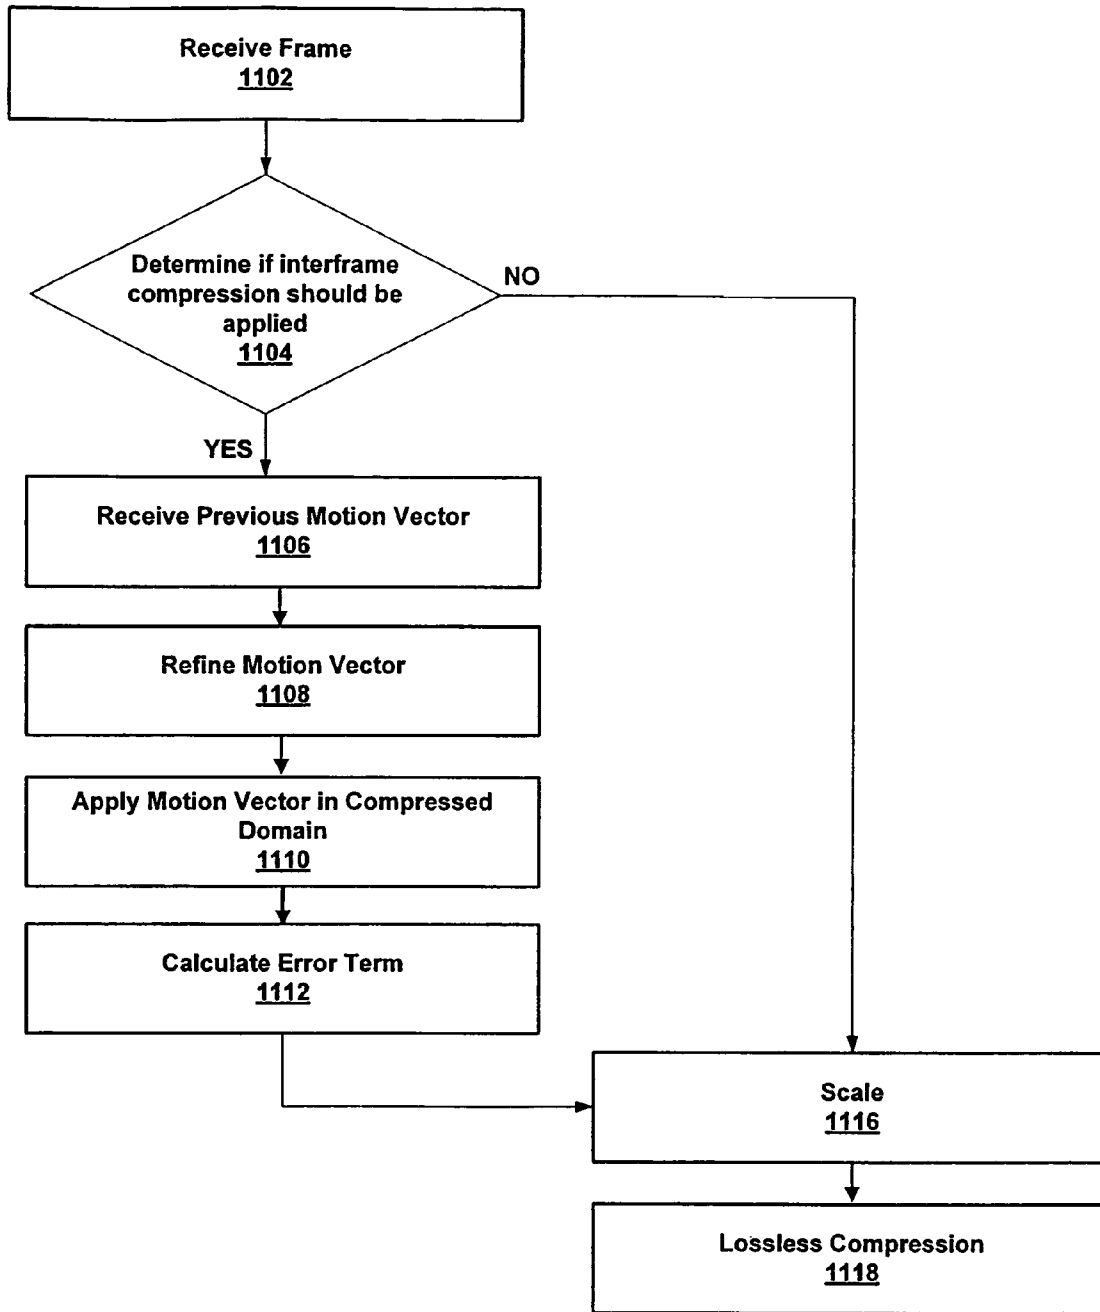 Receive Frame
1102
Determine if interframe
compression should be
applied
1104
NO
YES
Receive Previous Motion Vector
1106
Refine Motion Vector
1108
Apply Motion Vector in Compressed
Domain
1110
Calculate Error Term
1112
Scale
1116
Lossless Compression
1118